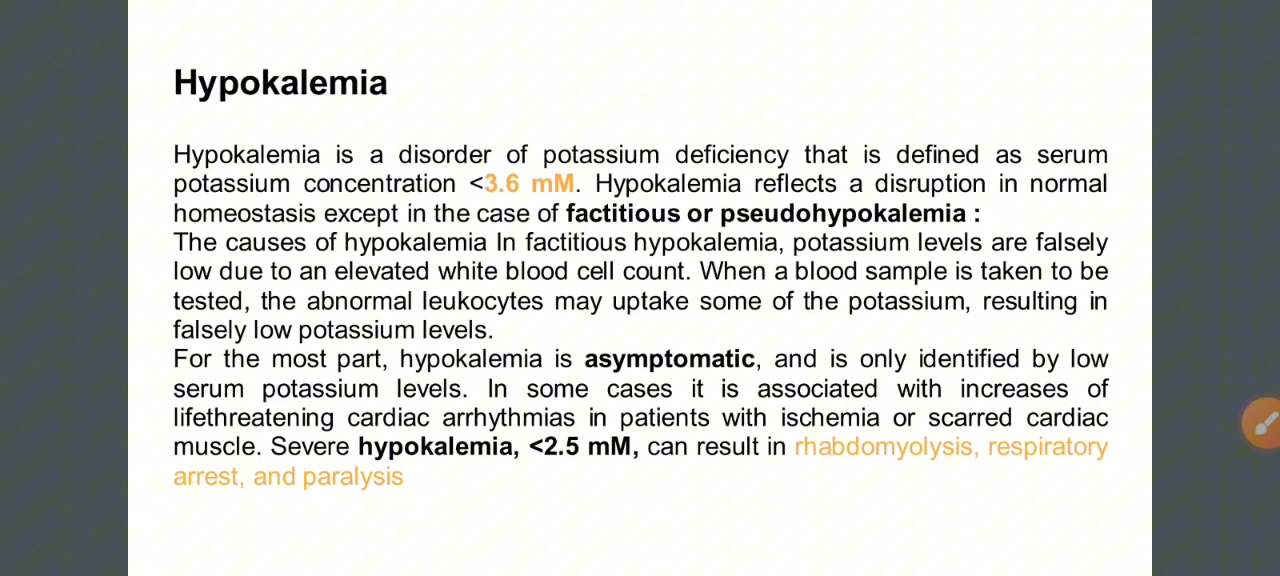 Hypokalemia
Hypokalemia is a disorder of potassium deficiency that is defined as serum
potassium concentration <3.6 mM. Hypokalemia reflects a disruption in normal
homeostasis except in the case of factitious or pseudohypokalemia :
The causes of hypokalemia In factitious hypokalemia, potassium levels are falsely
low due to an elevated white blood cell count. When a blood sample is taken to be
tested, the abnormal leukocytes may uptake some of the potassium, resulting in
falsely low potassium levels.
For the most part, hypokalemia is asymptomatic, and is only identified by low
serum potassium levels. In some cases it is associated with increases of
lifethreatening cardiac arrhythmias in patients with ischemia or scarred cardiac
muscle. Severe hypokalemia, <2.5 mM, can result in rhabdomyolysis, respiratory
arrest, and paralysis